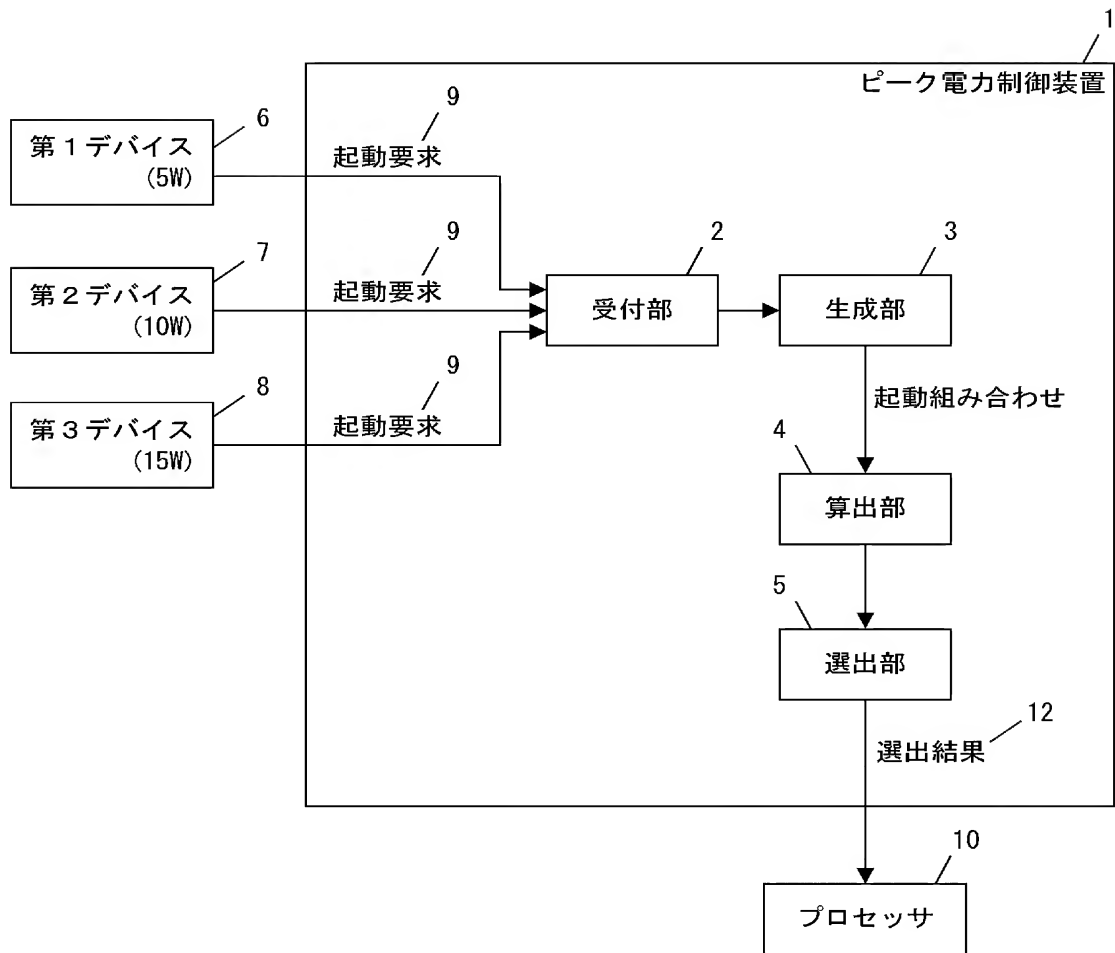 1
ピーク電力制御装置
6
第1デバイス
(5W)
9
起動要求
7
第2デバイス
(10W)
9
起動要求
2
受付部
3
生成部
8
第3デバイス
(15W)
9
起動要求
起動組み合わせ
4
算出部
5
選出部
選出結果
12
10
プロセッサ